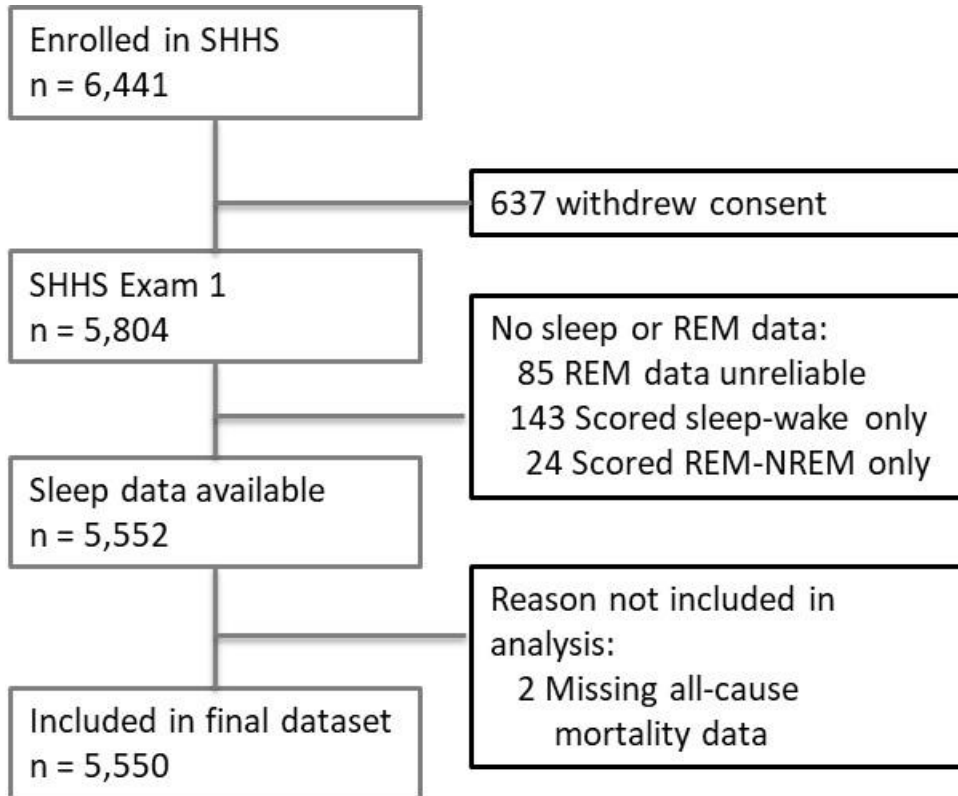 Enrolled in SHHS
n = 6,441
637 withdrew consent
SHHS Exam 1
n = 5,804
No sleep or REM data:
85 REM data unreliable
143 Scored sleep-wake only
24 Scored REM-NREM only
Sleep data available
n = 5,552
Reason not included in
analysis:
2 Missing all-cause
mortality data
Included in final dataset
n = 5,550